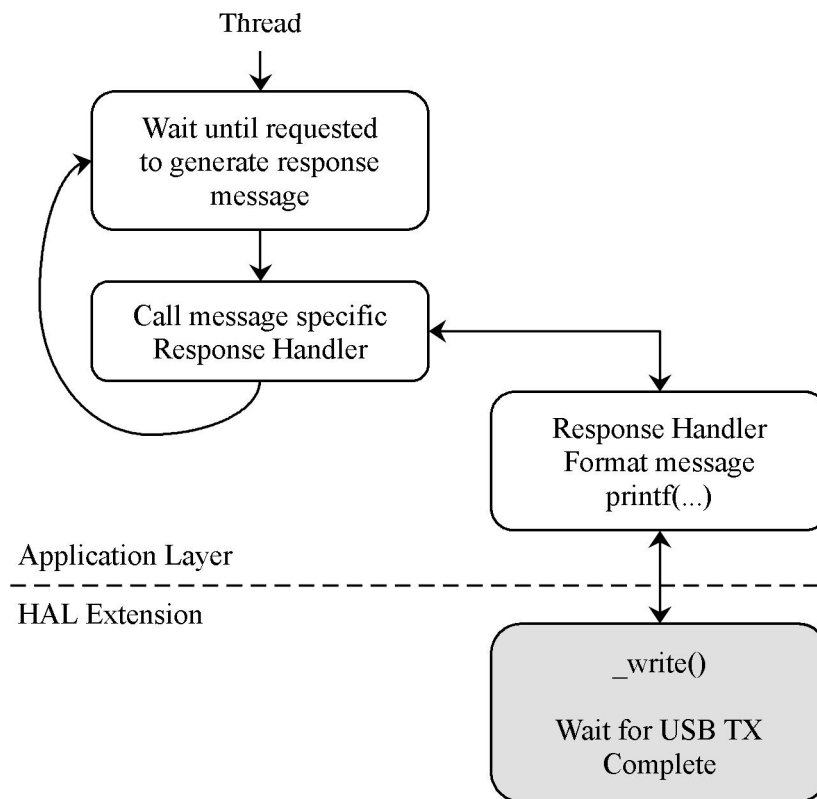 Thread
Wait until requested
to generate response
message
Call message specific
Response Handler
Response Handler
Format message
printf(...)
Application Layer
HAL Extension
_write()
Wait for USB TX
Complete